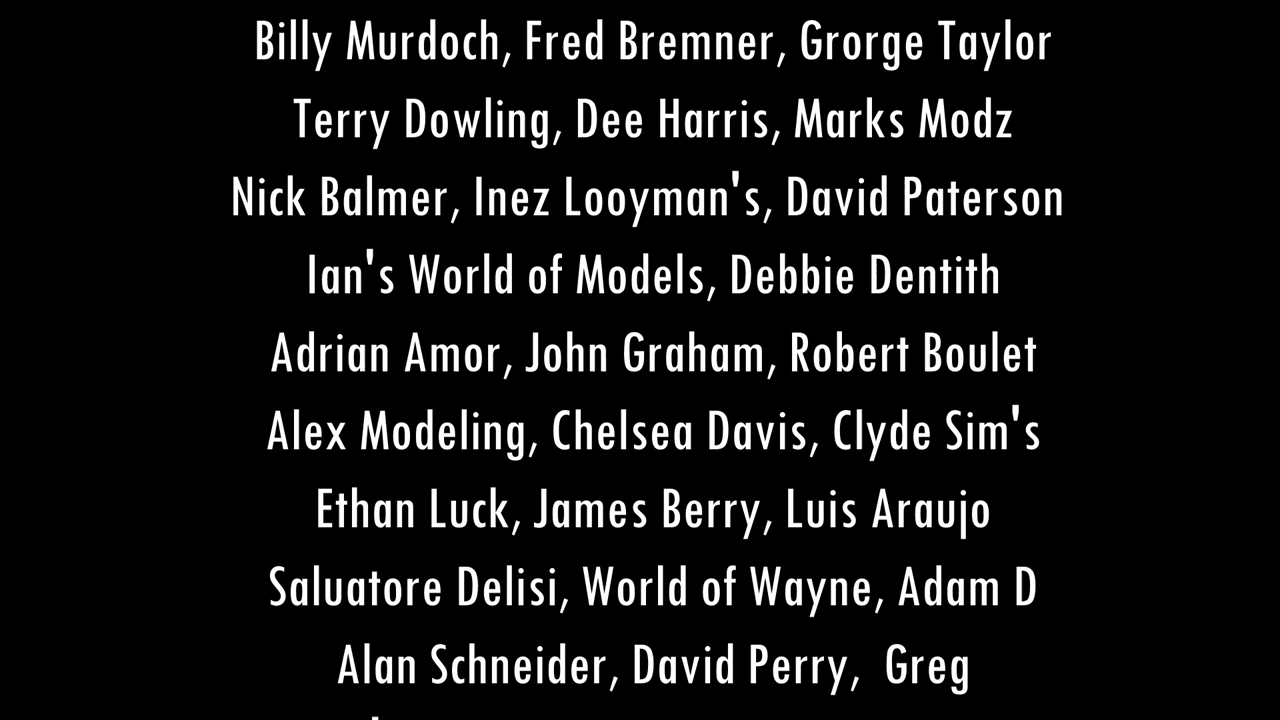 Billy Murdoch, Fred Bremner, Grorge Taylor
Terry Dowling, Dee Harris, Marks Modz
Nick Balmer, Inez Looyman's, David Paterson
Ian's World of Models, Debbie Dentith
Adrian Amor, John Graham, Robert Boulet
Alex Modeling, Chelsea Davis, Clyde Sim's
Ethan Luck, James Berry, Luis Araujo
Saluatore Delisi, World of Wayne, Adam D
Alan Schneider, David Perry,  Greg